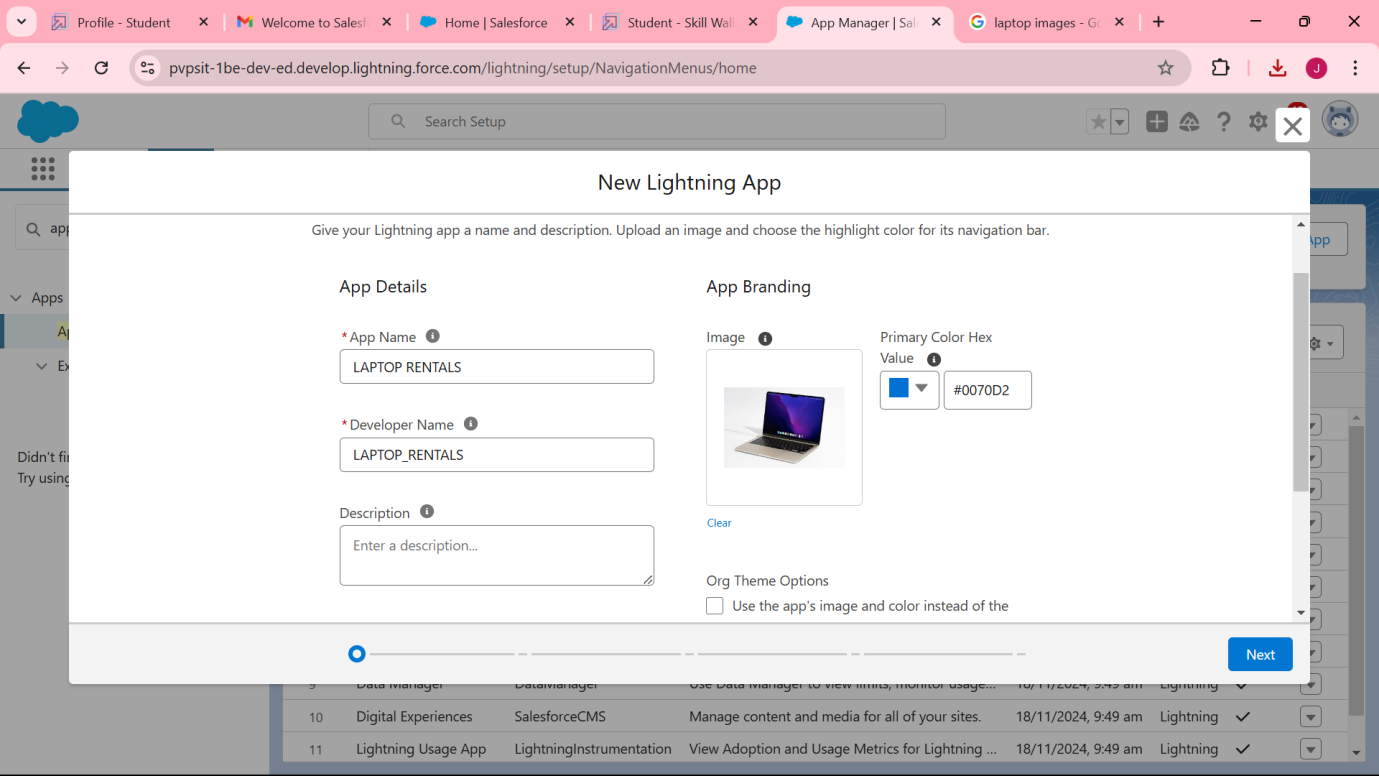 Profile - Student
Welcome to Salesf
Home | Salesforce
Student - Skill Wall
App Manager | Sal
laptop images - Go
pvpsit-1be-dev-ed.develop.lightning.force.com/lightning/setup/NavigationMenus/home
J
Search Setup
New Lightning App
app
App
Give your Lightning app a name and description. Upload an image and choose the highlight color for its navigation bar.
App Details
App Branding
Apps
Ap
* App Name
Image
Primary Color Hex
Value
LAPTOP RENTALS
#0070D2
Ex
* Developer Name
LAPTOP_RENTALS
Didn't fin
Try using
Description
Enter a description...
Clear
Org Theme Options
Use the app's image and color instead of the
Next
9 Data Manager DataManager Use Data Manager to view limits, monitor usage... 18/11/2024, 9:49 am Lightning
10 Digital Experiences SalesforceCMS Manage content and media for all of your sites. 18/11/2024, 9:49 am Lightning
11 Lightning Usage App LightningInstrumentation View Adoption and Usage Metrics for Lightning ... 18/11/2024, 9:49 am Lightning